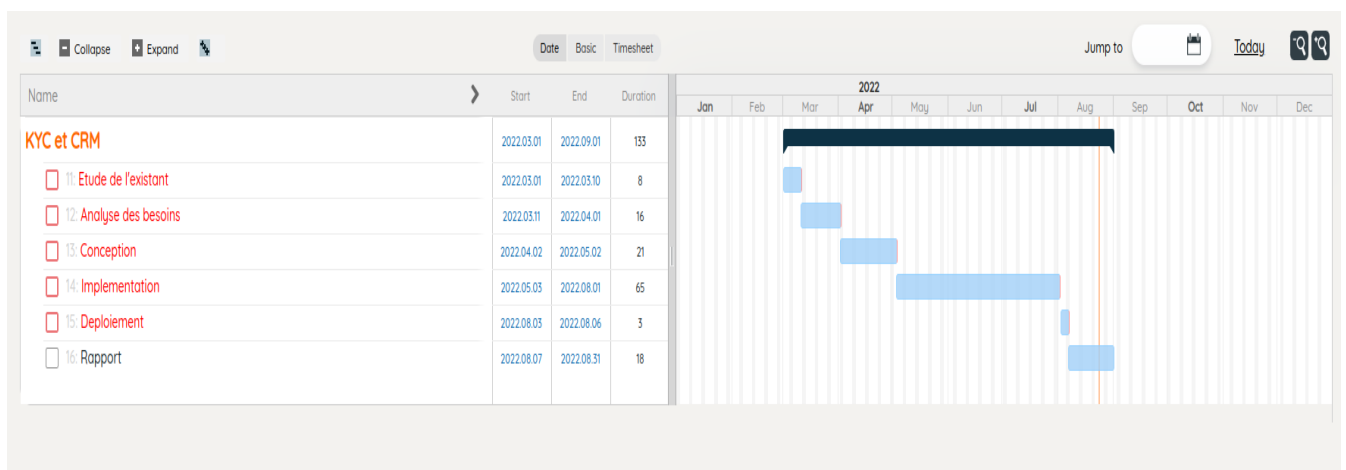 Collapse Expand Date Basic Timesheet Jump to Today
Name Start End Duration 2022
Jan Feb Mar Apr May Jun Jul Aug Sep Oct Nov Dec
KYC et CRM 2022.03.01 2022.09.01 133
11: Etude de l'existant 2022.03.01 2022.03.10 8
12: Analyse des besoins 2022.03.11 2022.04.01 16
13: Conception 2022.04.02 2022.05.02 21
14: Implementation 2022.05.03 2022.08.01 65
15: Deploiement 2022.08.03 2022.08.06 3
16: Rapport 2022.08.07 2022.08.31 18